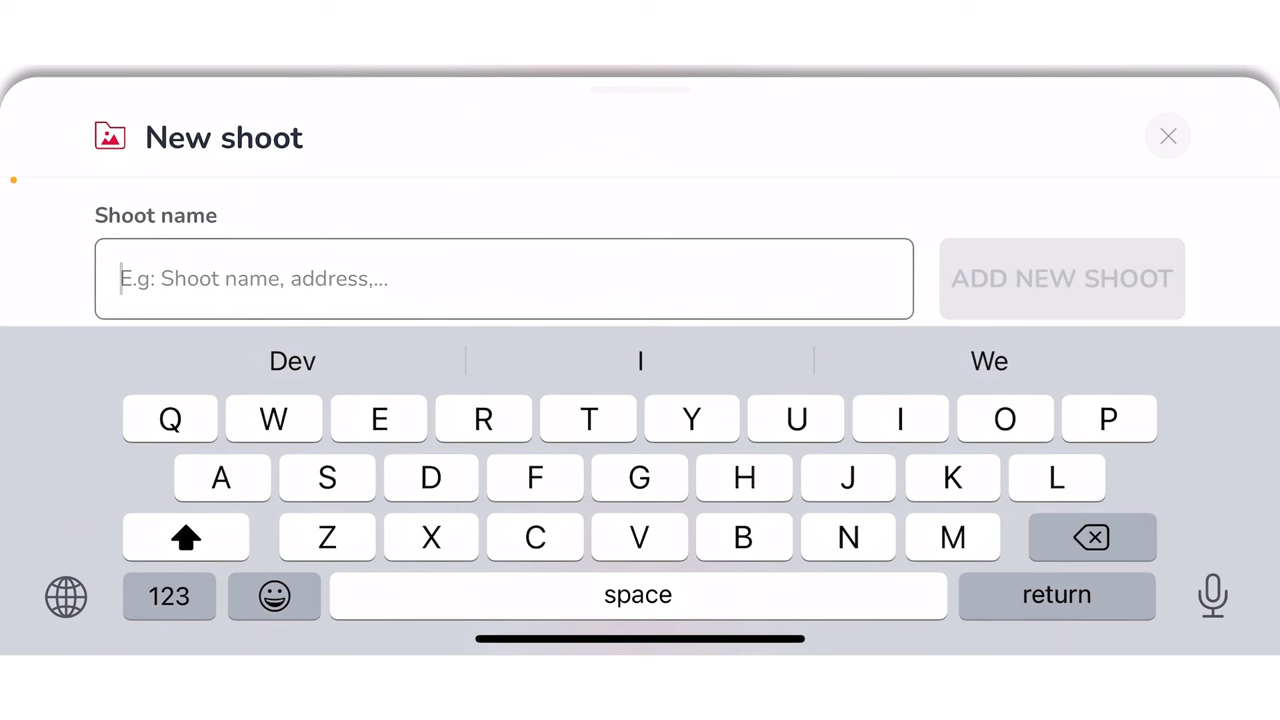 New shoot
Shoot name
E.g: Shoot name, address,...
ADD NEW SHOOT
Dev I We
Q W E R T Y U I O P
A S D F G H J K L
Z X C V B N M
123 space return